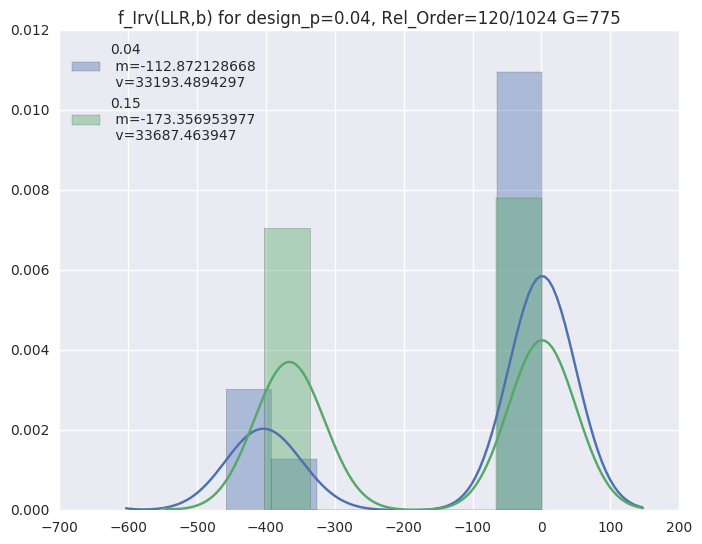 f_Irv(LLR,b) for design_p=0.04, Rel_Order=120/1024 G=775
0.04
m=-112.872128668
v=33193.4894297
0.15
m=-173.356953977
v=33687.463947
0.012
0.010
0.008
0.006
0.004
0.002
0.000
−700 −600 −500 −400 −300 −200 −100 0 100 200